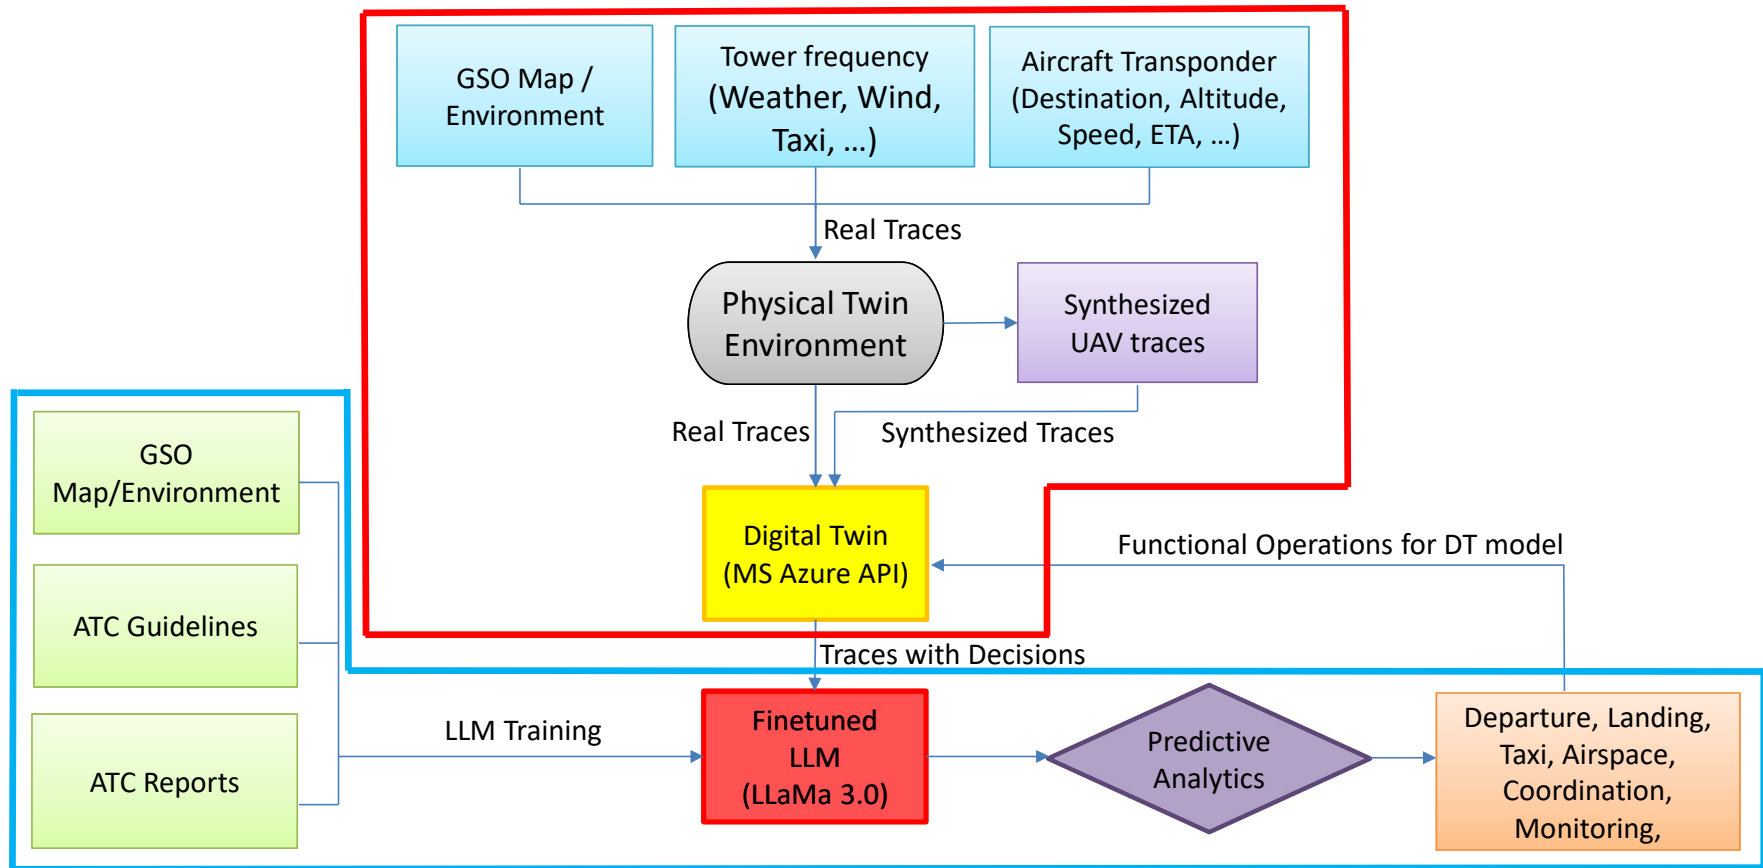 GSO Map /
Environment
Tower frequency
(Weather, Wind,
Taxi, ...)
Aircraft Transponder
(Destination, Altitude,
Speed, ETA, ...)
Real Traces
Physical Twin
Environment
Synthesized
UAV traces
Real Traces
Synthesized Traces
GSO
Map/Environment
Digital Twin
(MS Azure API)
Functional Operations for DT model
ATC Guidelines
Traces with Decisions
ATC Reports
LLM Training
Finetuned
LLM
(LLaMa 3.0)
Predictive
Analytics
Departure, Landing,
Taxi, Airspace,
Coordination,
Monitoring,